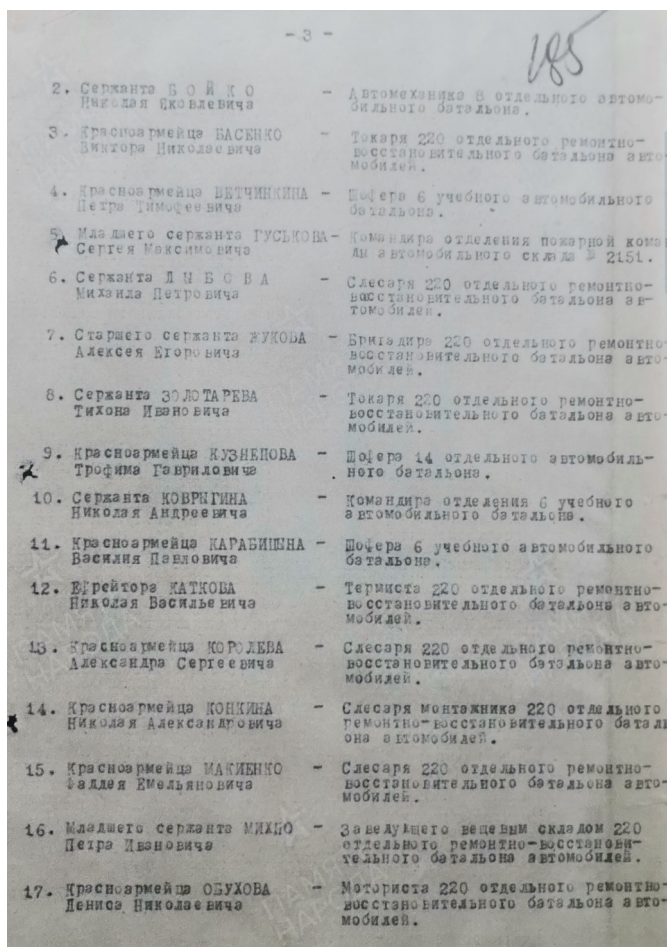 - 3 -
185
2. Сержанта Б О Й К О - Автомеханика 8 отдельного автомо-
Николая Яковлевича бильного батальона.
3. Красноармейца БАСЕНКО - Токаря 220 отдельного ремонтно-
Виктора Николаевича восстановительного батальона авто-
мобилей.
4. Красноармейца ВЕТЧИНКИНА - Шофера 6 учебного автомобильного
Петра Тимофеевича батальона.
5. Младшего сержанта ГУСЬКОВА- Командира отделения пожарной кома
Сергея Максимовича ды автомобильного склада № 2151.
6. Сержанта Л Ы Б О В А - Слесаря 220 отдельного ремонтно-
Михаила Петровича восстановительного батальона ав-
томобилей.
7. Старшего сержанта ЖУКОВА - Бригадира 220 отдельного ремонтно
Алексея Егоровича восстановительного батальона авто-
мобилей.
8. Сержанта ЗОЛОТАРЕВА - Токаря 220 отдельного ремонтно-
Тихона Ивановича восстановительного батальона авто-
мобилей.
9. Красноармейца КУЗНЕЦОВА - Шофера 14 отдельного автомобиль-
Трофима Гавриловича ного батальона.
10. Сержанта КОВРЫГИНА - Командира отделения 6 учебного
Николая Андреевича автомобильного батальона.
11. Красноармейца КАРАБИЦЕНА - Шофера 6 учебного автомобильного
Василия Павловича батальона.
12. Ефрейтора КАТКОВА - Термиста 220 отдельного ремонтно-
Николая Васильевича восстановительного батальона авто-
мобилей.
13. Красноармейца КОРОЛЕВА - Слесаря 220 отдельного ремонтно-
Александра Сергеевича восстановительного батальона авто-
мобилей.
14. Красноармейца КОНКИНА - Слесаря монтажника 220 отдельного
Николая Александровича ремонтно-восстановительного батал
она автомобилей.
15. Красноармейца МАКИЕНКО - Слесаря 220 отдельного ремонтно-
Фаддея Емельяновича восстановительного батальона авто-
мобилей.
16. Младшего сержанта МИХНО - Заведующего вещевым складом 220
Петра Ивановича отдельного ремонтно-восстанови-
тельного батальона автомобилей.
17. Красноармейца ОБУХОВА - Моториста 220 отдельного ремонтно-
Дениса Николаевича восстановительного батальона авто-
мобилей.